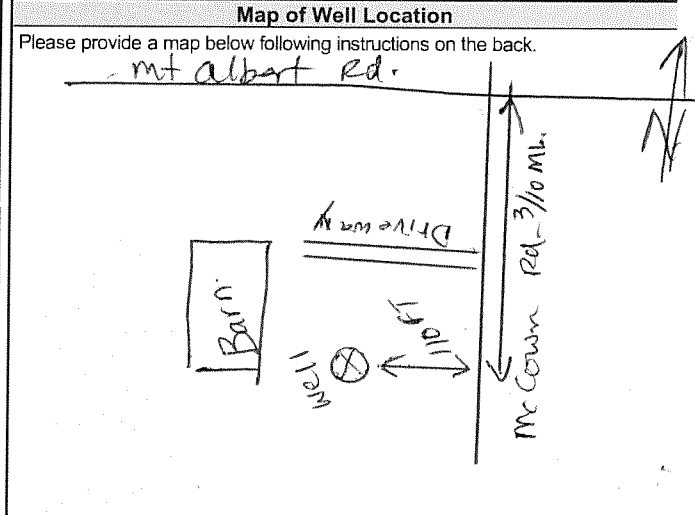 Map of Well Location
Please provide a map below following instructions on the back.
mt albert Rd.
N
McCown Rd. 3/10 Mh.
Driveway
Barn
Well
110 FT